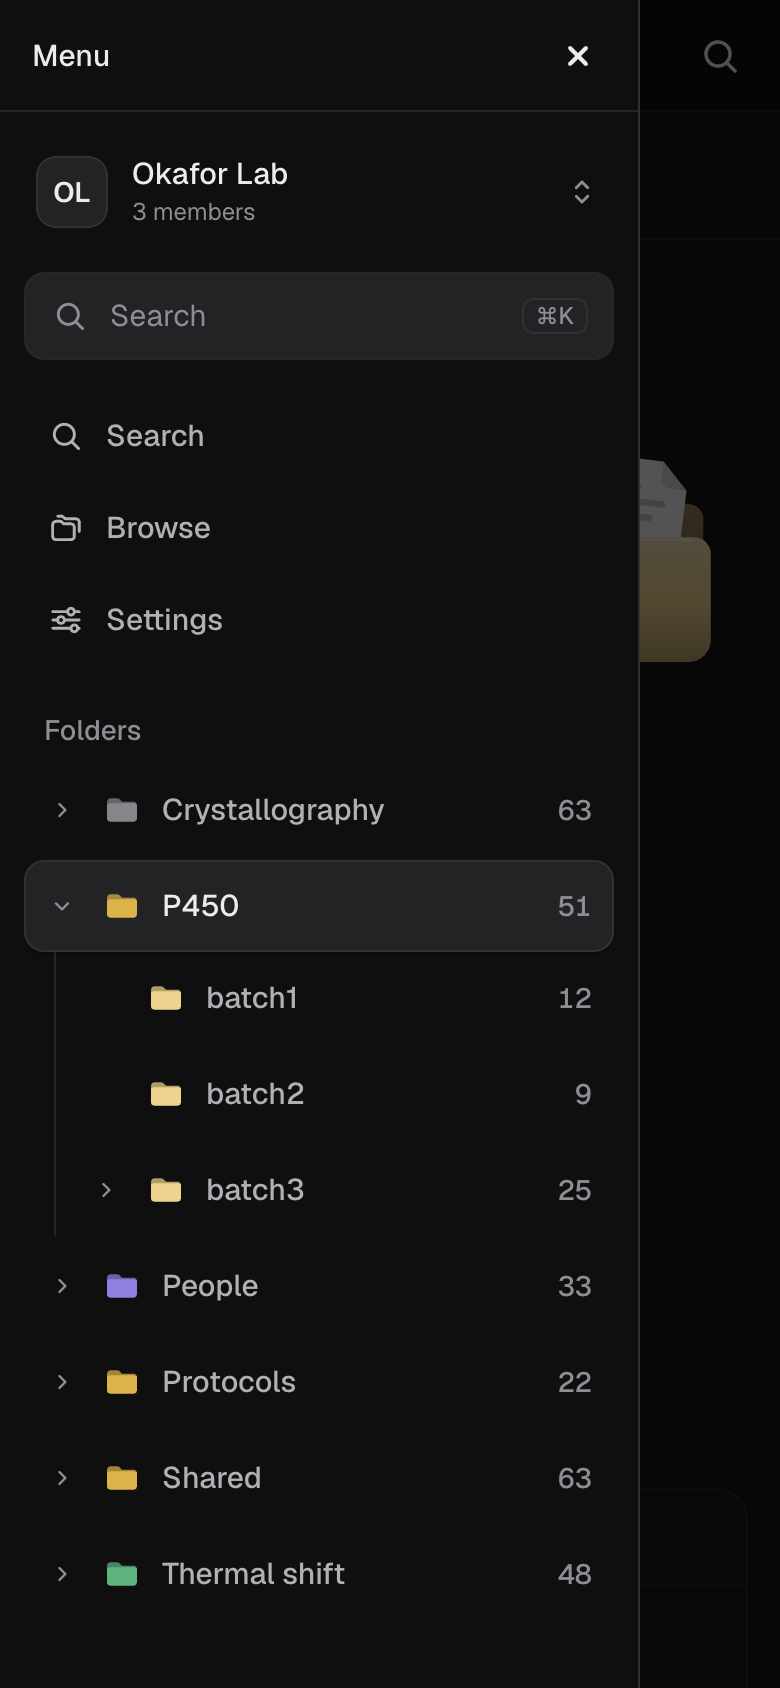 Menu
OL
Okafor Lab
3 members
Search
⌘K
Search
Browse
Settings
Folders
Crystallography 63
P450 51
batch1 12
batch2 9
batch3 25
People 33
Protocols 22
Shared 63
Thermal shift 48